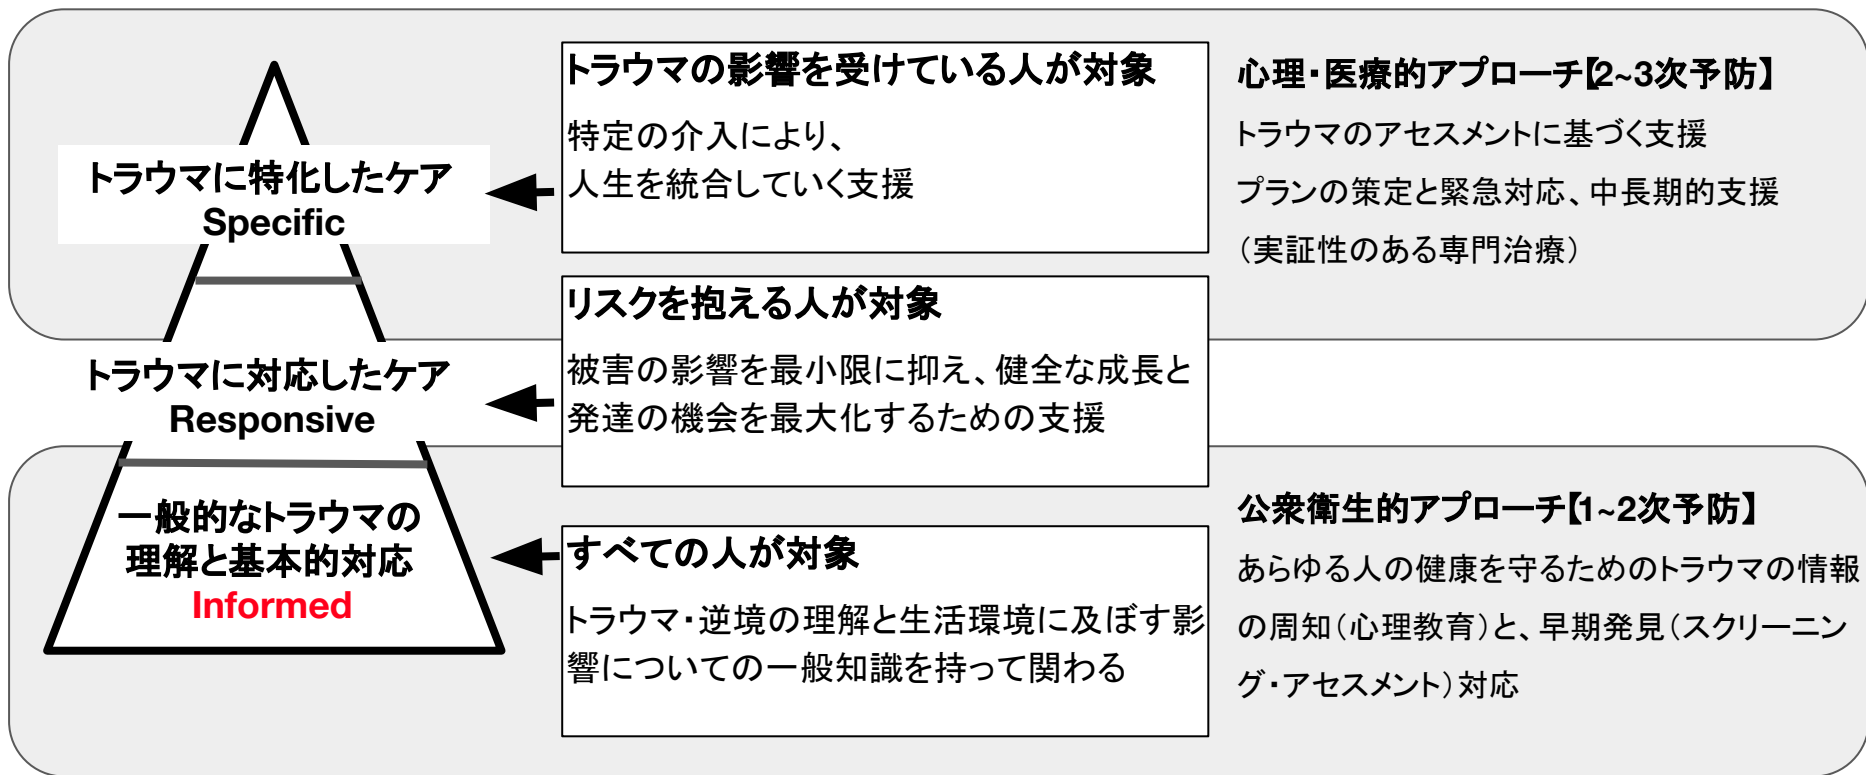 トラウマに特化したケア
Specific
トラウマの影響を受けている人が対象
特定の介入により、
人生を統合していく支援
心理・医療的アプローチ【2~3次予防】
トラウマのアセスメントに基づく支援
プランの策定と緊急対応、中長期的支援
（実証性のある専門治療）
トラウマに対応したケア
Responsive
リスクを抱える人が対象
被害の影響を最小限に抑え、健全な成長と
発達の機会を最大化するための支援
一般的なトラウマの
理解と基本的対応
Informed
すべての人が対象
トラウマ・逆境の理解と生活環境に及ぼす影
響についての一般知識を持って関わる
公衆衛生的アプローチ【1~2次予防】
あらゆる人の健康を守るためのトラウマの情報
の周知（心理教育）と、早期発見（スクリーニン
グ・アセスメント）対応